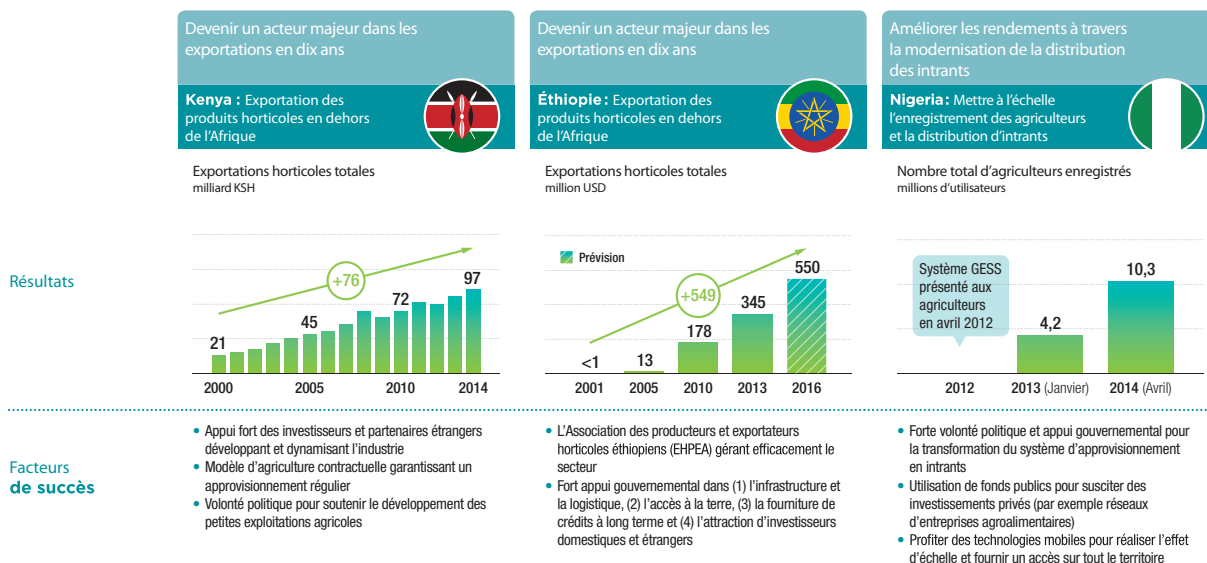 Devenir un acteur majeur dans les
exportations en dix ans
Kenya : Exportation des
produits horticoles en dehors
de l'Afrique
Exportations horticoles totales
milliard KSH
Devenir un acteur majeur dans les
exportations en dix ans
Éthiopie : Exportation des
produits horticoles en dehors
de l'Afrique
Exportations horticoles totales
million USD
Améliorer les rendements à travers
la modernisation de la distribution
des intrants
Nigeria : Mettre à l'échelle
l'enregistrement des agriculteurs
et la distribution d'intrants
Nombre total d'agriculteurs enregistrés
millions d'utilisateurs
Résultats
+76
21
45
72
97
2000
2005
2010
2014
Prévision
+549
<1
13
178
345
550
2001
2005
2010
2013
2016
Système GESS
présenté aux
agriculteurs
en avril 2012
4,2
10,3
2012
2013 (Janvier)
2014 (Avril)
Facteurs
de succès
• Appui fort des investisseurs et partenaires étrangers
développant et dynamisant l'industrie
• Modèle d'agriculture contractuelle garantissant un
approvisionnement régulier
• Volonté politique pour soutenir le développement des
petites exploitations agricoles
• L'Association des producteurs et exportateurs
horticoles éthiopiens (EHPEA) gérant efficacement le
secteur
• Fort appui gouvernemental dans (1) l'infrastructure et
la logistique, (2) l'accès à la terre, (3) la fourniture de
crédits à long terme et (4) l'attraction d'investisseurs
domestiques et étrangers
• Forte volonté politique et appui gouvernemental pour
la transformation du système d'approvisionnement
en intrants
• Utilisation de fonds publics pour susciter des
investissements privés (par exemple réseaux
d'entreprises agroalimentaires)
• Profiter des technologies mobiles pour réaliser l'effet
d'échelle et fournir un accès sur tout le territoire